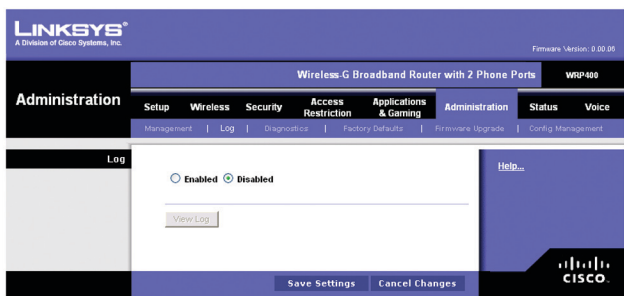 LINKSYS®
A Division of Cisco Systems, Inc.
Firmware Version: 0.00.06
Wireless-G Broadband Router with 2 Phone Ports WRP400
Administration
Setup Wireless Security Access Restriction Applications & Gaming Administration Status Voice
Management | Log | Diagnostics | Factory Defaults | Firmware Upgrade | Config Management
Log
Enabled Disabled
Help...
View Log
Save Settings Cancel Changes
CISCO.